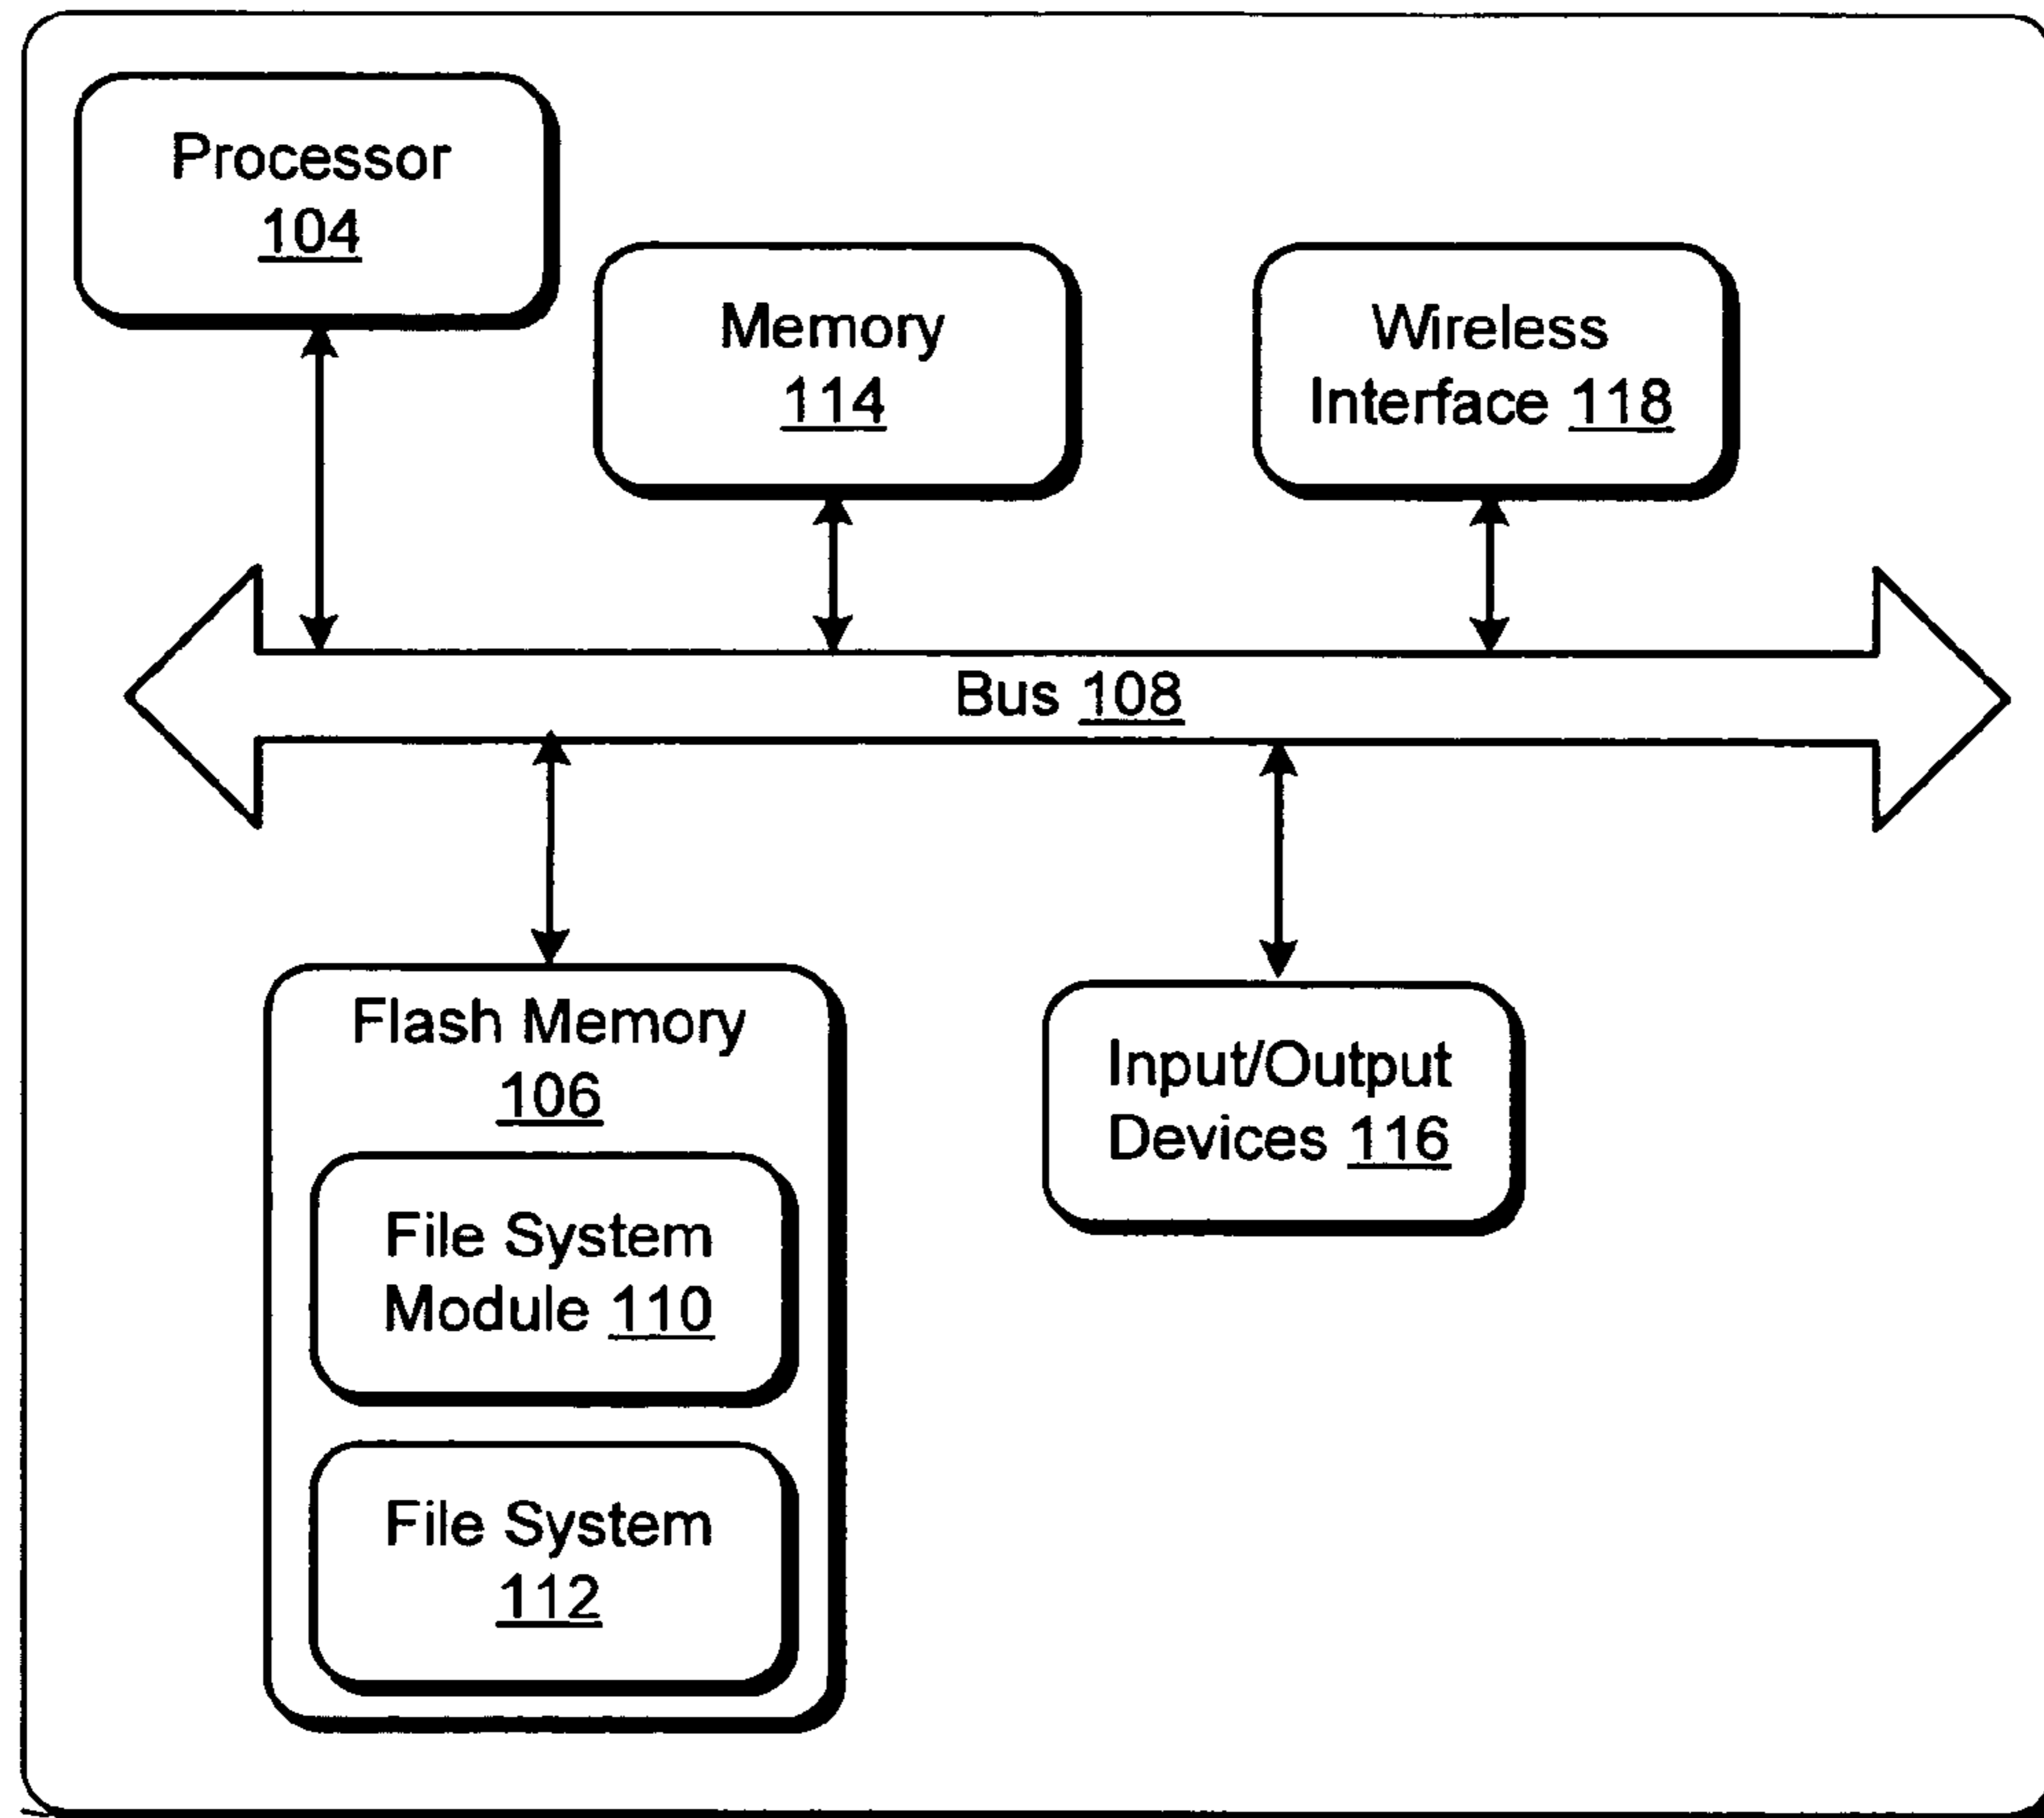 Processor
104
Memory
114
Wireless
Interface 118
Bus 108
Flash Memory
106
File System
Module 110
File System
112
Input/Output
Devices 116